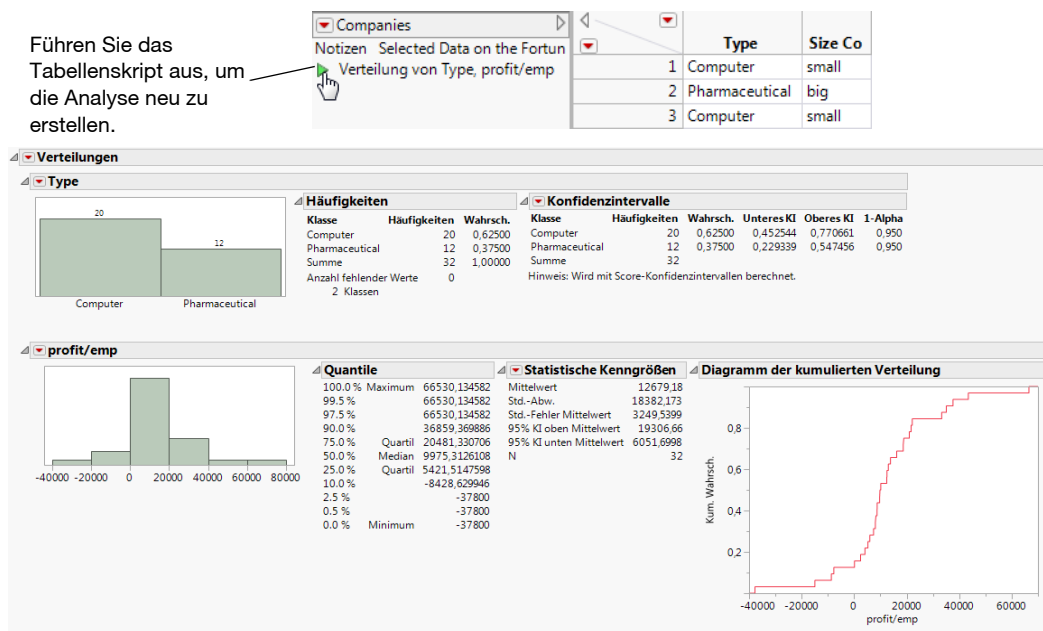 Führen Sie das
Tabellenskript aus, um
die Analyse neu zu
erstellen.
Companies
Notizen Selected Data on the Fortun
Verteilung von Type, profit/emp
Type Size Co
1 Computer small
2 Pharmaceutical big
3 Computer small
Verteilungen
Type
20
12
Computer Pharmaceutical
Häufigkeiten
Klasse Häufigkeiten Wahrsch.
Computer 20 0,62500
Pharmaceutical 12 0,37500
Summe 32 1,00000
Anzahl fehlender Werte 0
2 Klassen
Konfidenzintervalle
Klasse Häufigkeiten Wahrsch. Unteres KI Oberes KI 1-Alpha
Computer 20 0,62500 0,452544 0,770661 0,950
Pharmaceutical 12 0,37500 0,229339 0,547456 0,950
Summe 32
Hinweis: Wird mit Score-Konfidenzintervallen berechnet.
profit/emp
-40000 -20000 0 20000 40000 60000 80000
Quantile
100.0 % Maximum 66530,134582
99.5 % 66530,134582
97.5 % 66530,134582
90.0 % 36859,369886
75.0 % Quartil 20481,330706
50.0 % Median 9975,3126108
25.0 % Quartil 5421,5147598
10.0 % -8428,629946
2.5 % -37800
0.5 % -37800
0.0 % Minimum -37800
Statistische Kenngrößen
Mittelwert 12679,18
Std.-Abw. 18382,173
Std.-Fehler Mittelwert 3249,5399
95% KI oben Mittelwert 19306,66
95% KI unten Mittelwert 6051,6998
N 32
Diagramm der kumulierten Verteilung
Kum. Wahrsch.
0,8
0,6
0,4
0,2
-40000 -20000 0 20000 40000 60000
profit/emp